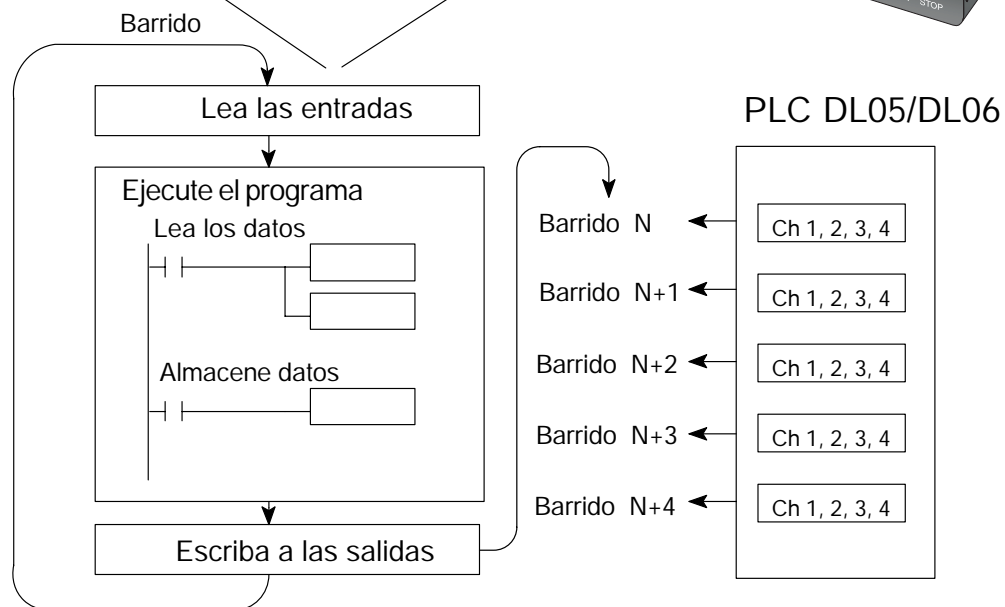 STOP
Barrido
Lea las entradas
PLC DL05/DL06
Ejecute el programa
Lea los datos
Almacene datos
Escriba a las salidas
Barrido N
Ch 1, 2, 3, 4
Barrido N+1
Ch 1, 2, 3, 4
Barrido N+2
Ch 1, 2, 3, 4
Barrido N+3
Ch 1, 2, 3, 4
Barrido N+4
Ch 1, 2, 3, 4